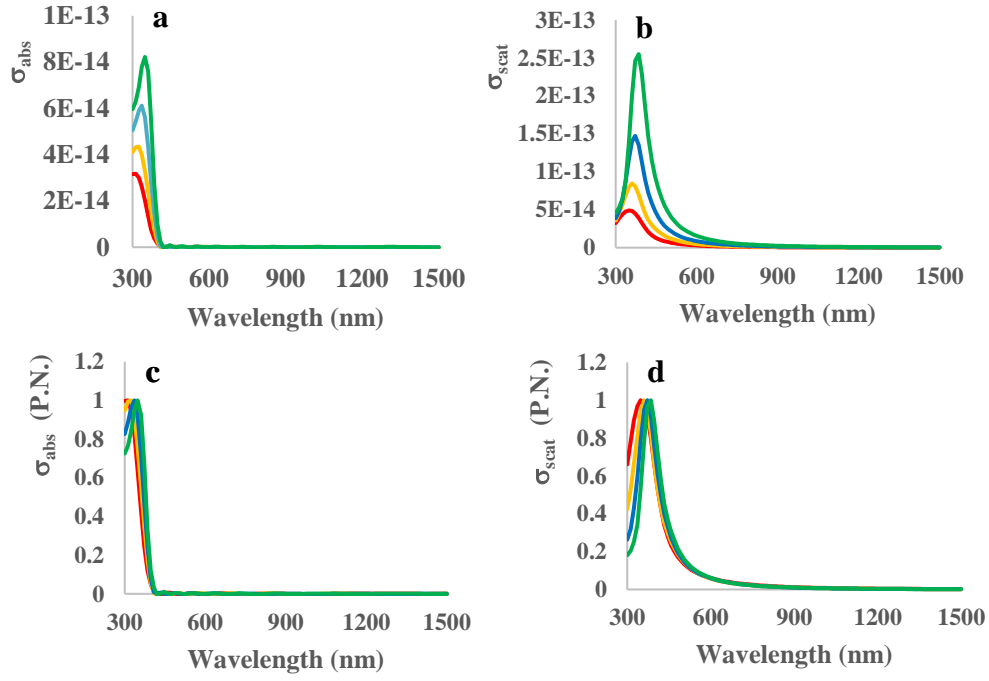 a
σabs
1E-13
8E-14
6E-14
4E-14
2E-14
0
300 600 900 1200 1500
Wavelength (nm)
b
σscat
3E-13
2.5E-13
2E-13
1.5E-13
1E-13
5E-14
0
300 600 900 1200 1500
Wavelength (nm)
c
σabs (P.N.)
1.2
1
0.8
0.6
0.4
0.2
0
300 600 900 1200 1500
Wavelength (nm)
d
σscat (P.N.)
1.2
1
0.8
0.6
0.4
0.2
0
300 600 900 1200 1500
Wavelength (nm)